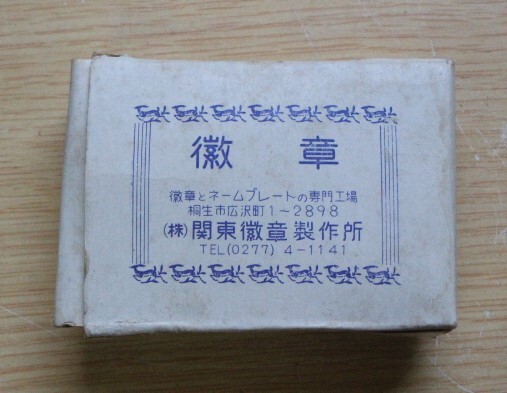 徽章
徽章とネームプレートの専門工場
桐生市広沢町1~2898
(株)関東徽章製作所
TEL(0277)4-1141